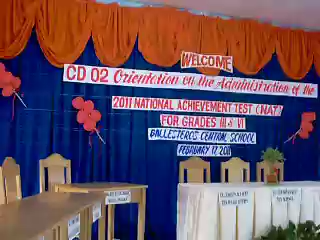 WELCOME
CD 02 Orientation on the Administration of the
2011 NATIONAL ACHIEVEMENT TEST (NAT)
FOR GRADES III & VI
BALLESTEROS CENTRAL SCHOOL
FEBRUARY 17, 2011